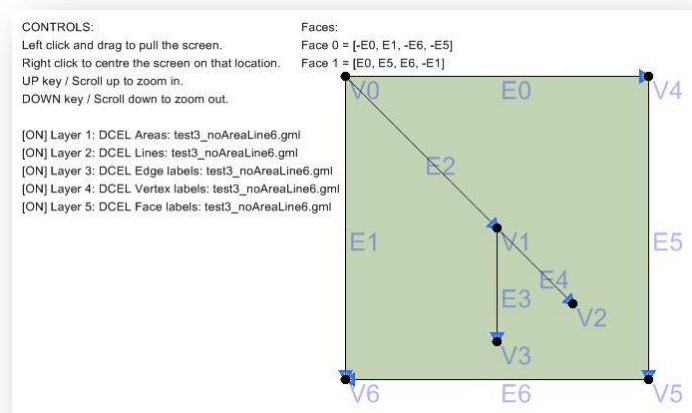 CONTROLS:
Left click and drag to pull the screen.
Right click to centre the screen on that location.
UP key / Scroll up to zoom in.
DOWN key / Scroll down to zoom out.
[ON] Layer 1: DCEL Areas: test3_noAreaLine6.gml
[ON] Layer 2: DCEL Lines: test3_noAreaLine6.gml
[ON] Layer 3: DCEL Edge labels: test3_noAreaLine6.gml
[ON] Layer 4: DCEL Vertex labels: test3_noAreaLine6.gml
[ON] Layer 5: DCEL Face labels: test3_noAreaLine6.gml
Faces:
Face 0 = [-E0, E1, -E6, -E5]
Face 1 = [E0, E5, E6, -E1]
V0
E0
V4
E2
E1
V1
E5
E4
E3
V2
V3
V6
E6
V5